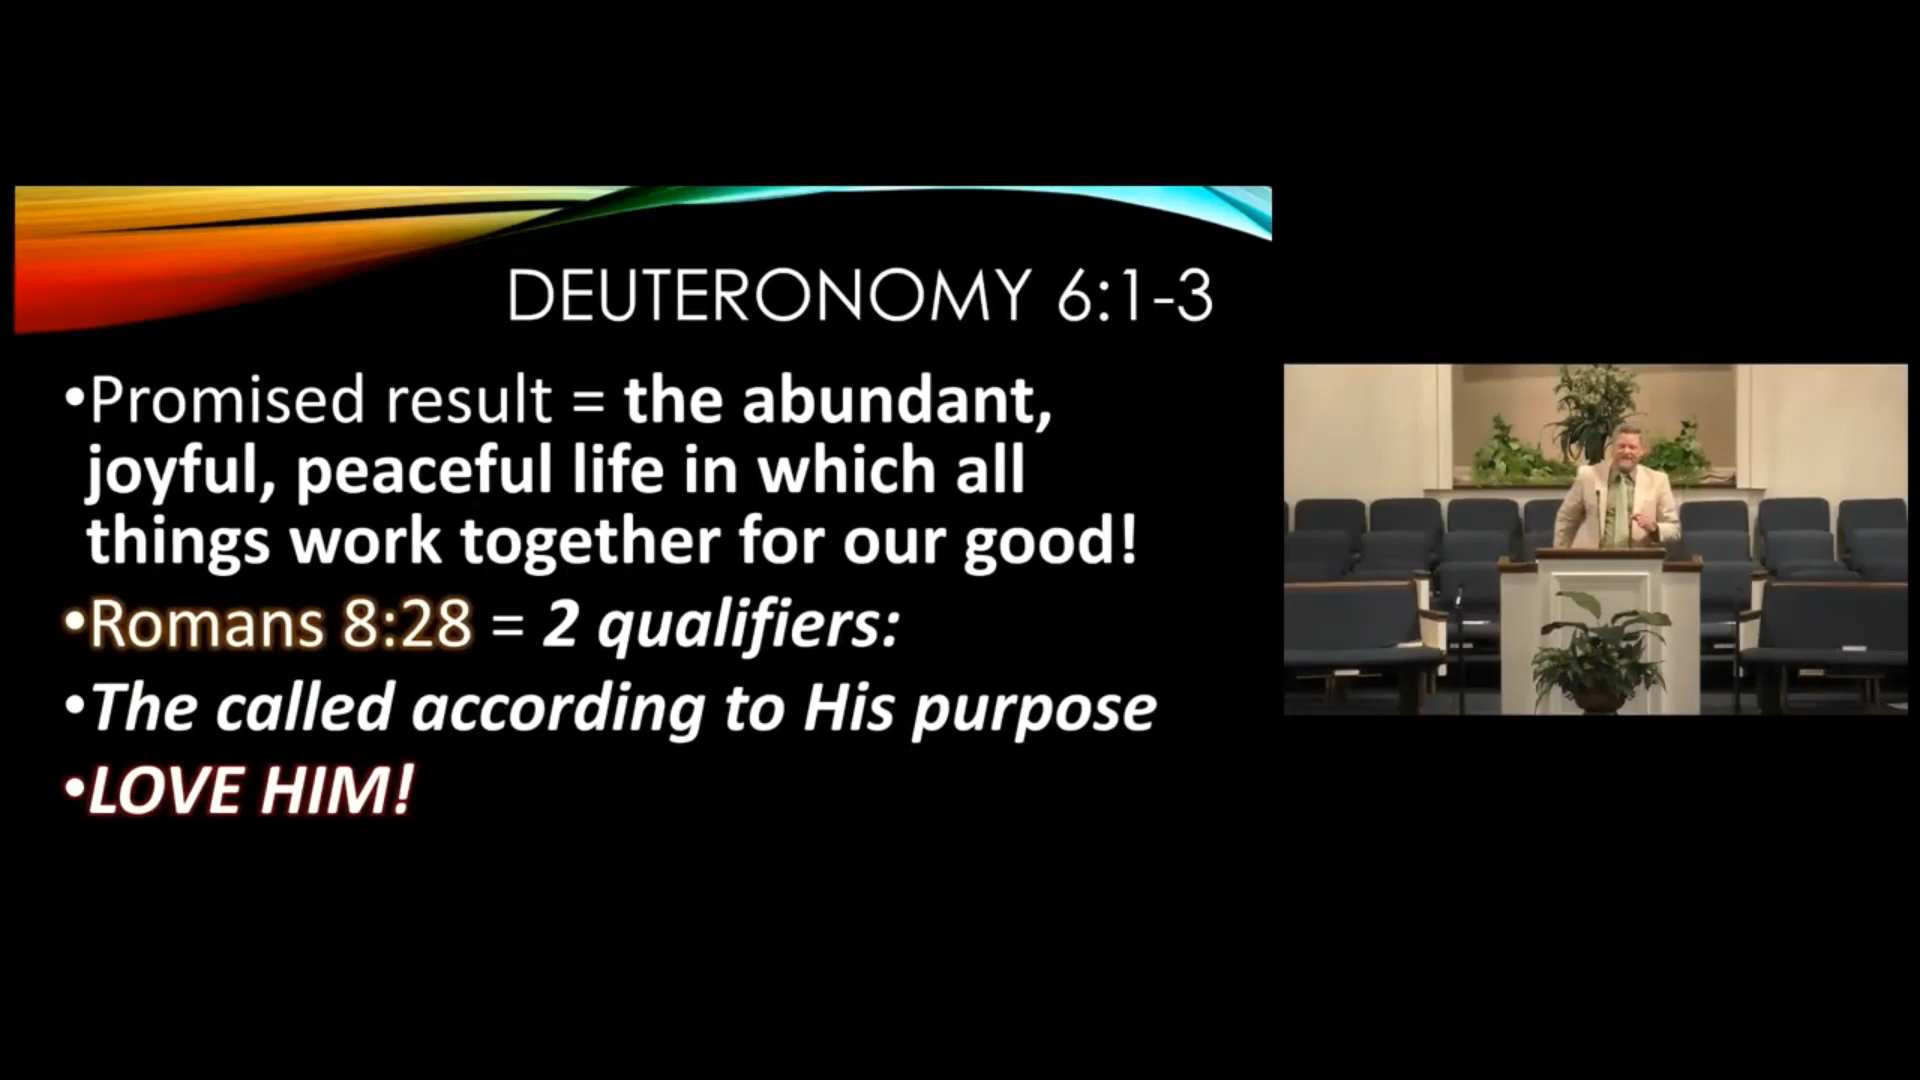 DEUTERONOMY 6:1-3
•Promised result = the abundant,
joyful, peaceful life in which all
things work together for our good!
•Romans 8:28 = 2 qualifiers:
•The called according to His purpose
•LOVE HIM!